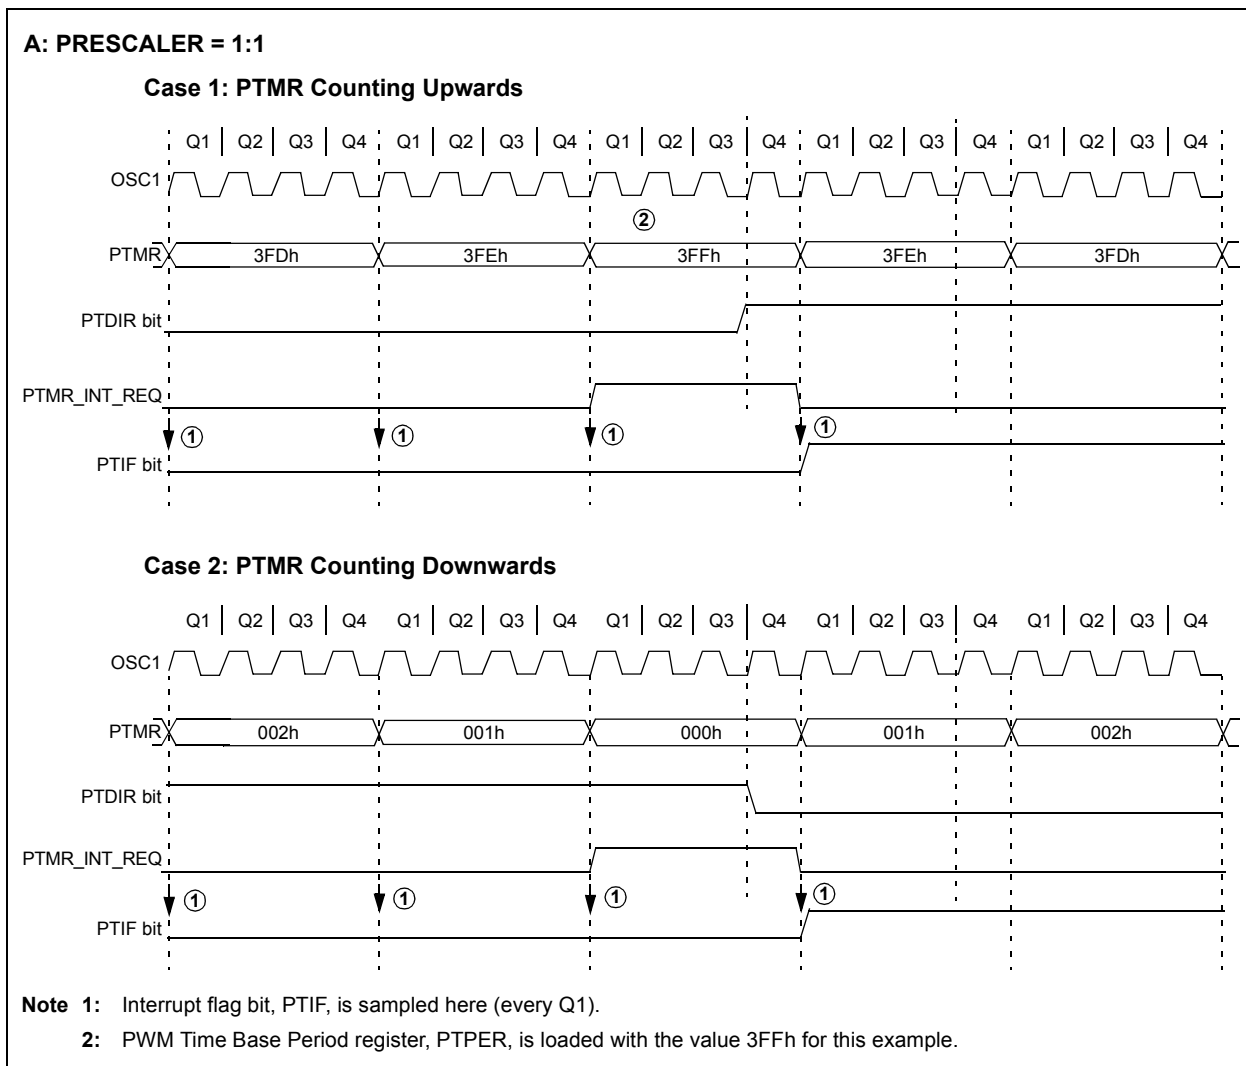 A: PRESCALER = 1:1
Case 1: PTMR Counting Upwards
Q1 Q2 Q3 Q4 Q1 Q2 Q3 Q4 Q1 Q2 Q3 Q4 Q1 Q2 Q3 Q4 Q1 Q2 Q3 Q4
OSC1
2
PTMR 3FDh 3FEh 3FFh 3FEh 3FDh
PTDIR bit
PTMR_INT_REQ
1 1 1 1
PTIF bit
Case 2: PTMR Counting Downwards
Q1 Q2 Q3 Q4 Q1 Q2 Q3 Q4 Q1 Q2 Q3 Q4 Q1 Q2 Q3 Q4 Q1 Q2 Q3 Q4
OSC1
PTMR 002h 001h 000h 001h 002h
PTDIR bit
PTMR_INT_REQ
1 1 1 1
PTIF bit
Note 1: Interrupt flag bit, PTIF, is sampled here (every Q1).
2: PWM Time Base Period register, PTPER, is loaded with the value 3FFh for this example.